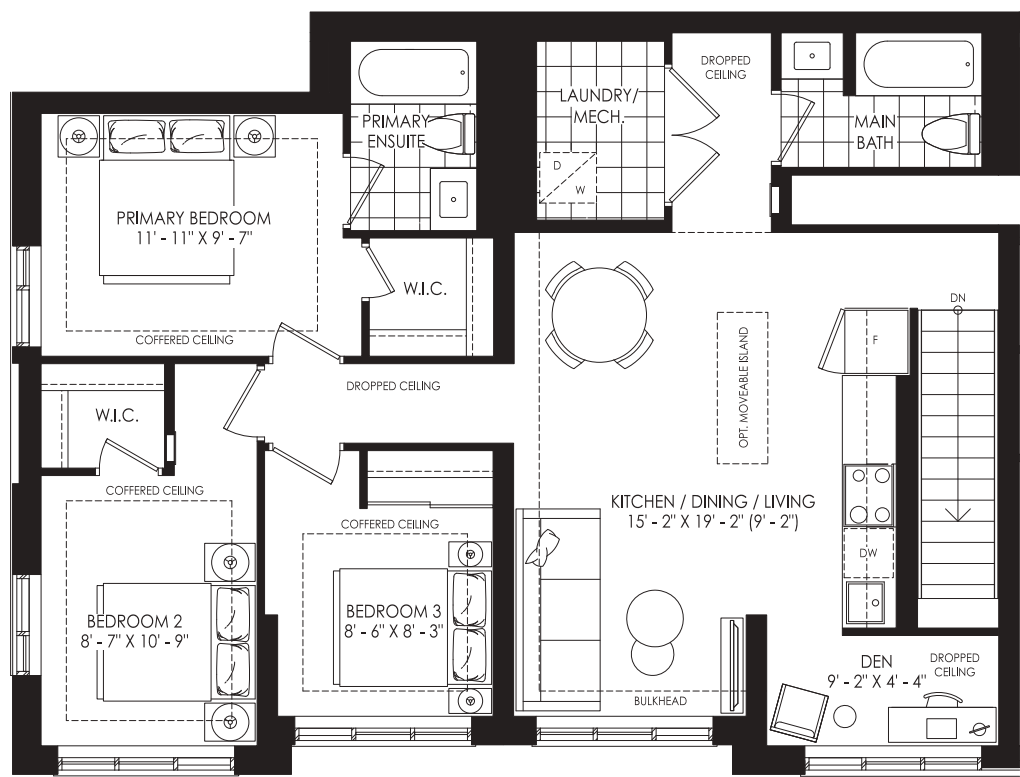 DROPPED
CEILING
LAUNDRY/
MECH.
PRIMARY
ENSUITE
MAIN
BATH
D
W
PRIMARY BEDROOM
11' - 11" X 9' - 7"
W.I.C.
DN
COFFERED CEILING
F
DROPPED CEILING
OPT. MOVEABLE ISLAND
W.I.C.
COFFERED CEILING
KITCHEN / DINING / LIVING
15' - 2" X 19' - 2" (9' - 2")
COFFERED CEILING
DW
BEDROOM 2
8' - 7" X 10' - 9"
BEDROOM 3
8' - 6" X 8' - 3"
DEN
9' - 2" X 4' - 4"
DROPPED
CEILING
BULKHEAD